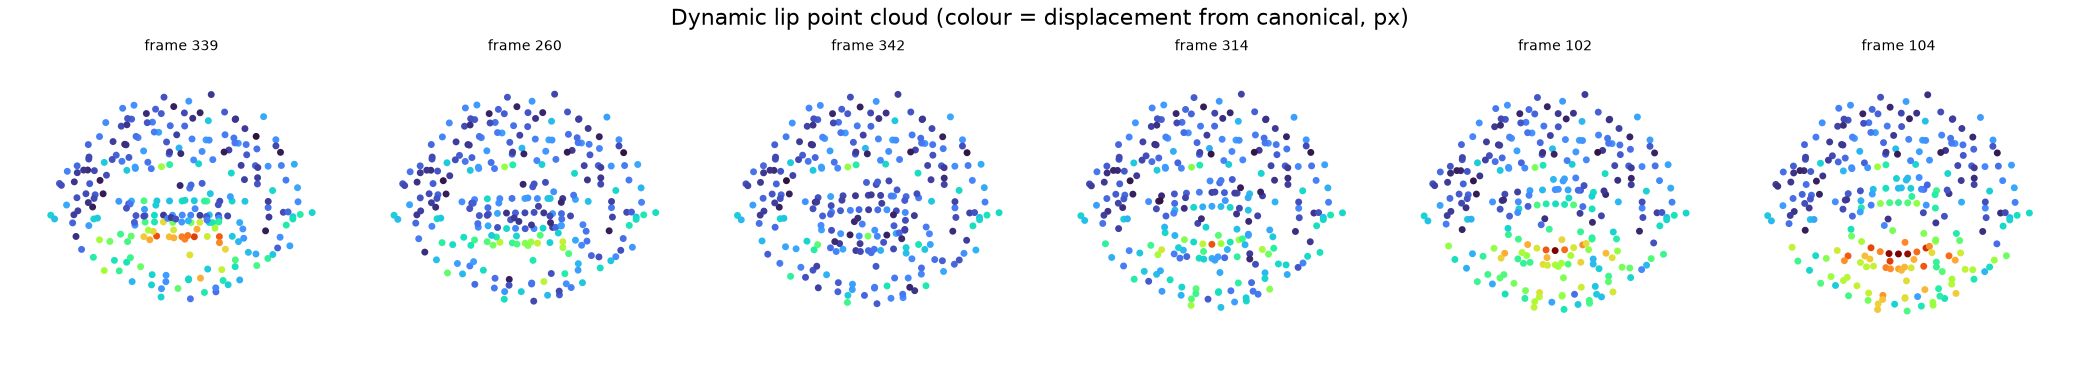 Dynamic lip point cloud (colour = displacement from canonical, px)
frame 339
frame 260
frame 342
frame 314
frame 102
frame 104